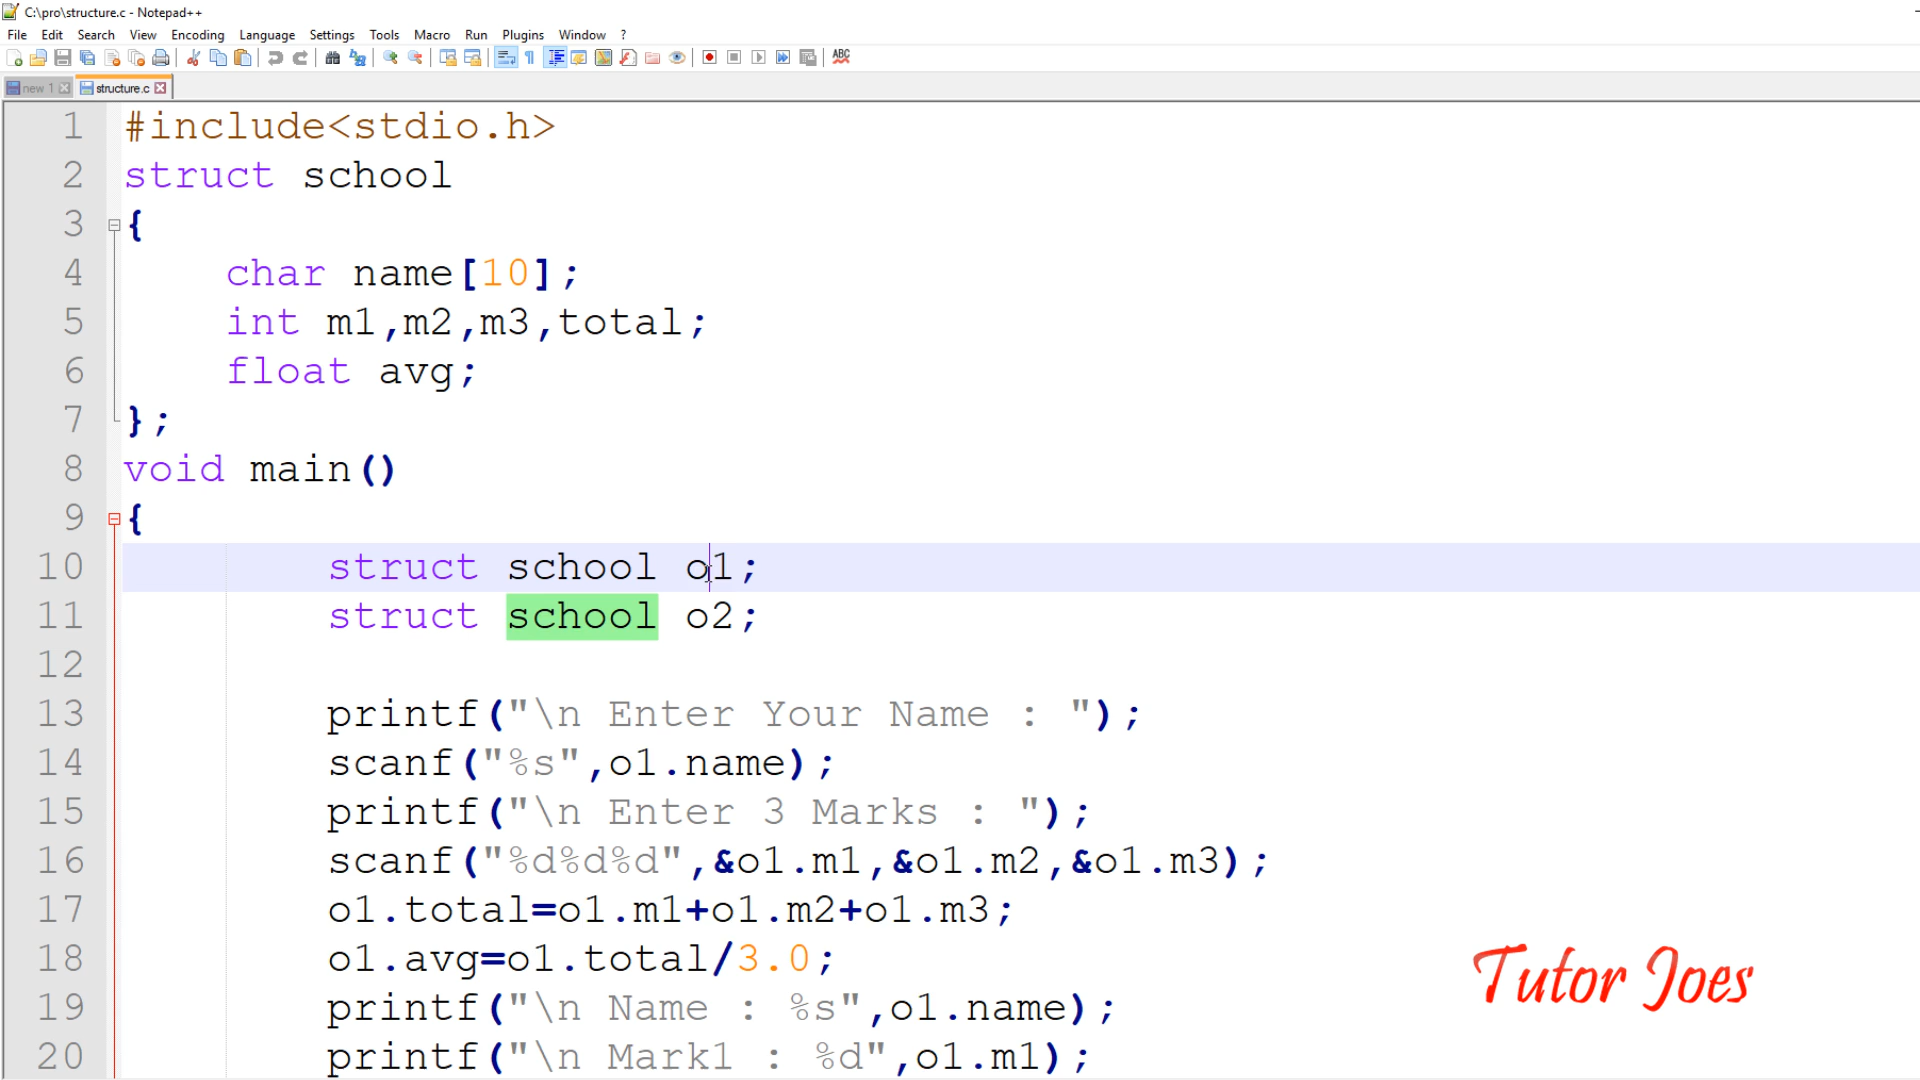 C:\pro\structure.c - Notepad++
File Edit Search View Encoding Language Settings Tools Macro Run Plugins Window ?
ABC
new 1 structure.c
1 #include<stdio.h>
2 struct school
3 {
4 char name[10];
5 int m1,m2,m3,total;
6 float avg;
7 };
8 void main()
9 {
10 struct school o1;
11 struct school o2;
12
13 printf("\n Enter Your Name : ");
14 scanf("%s",o1.name);
15 printf("\n Enter 3 Marks : ");
16 scanf("%d%d%d",&o1.m1,&o1.m2,&o1.m3);
17 o1.total=o1.m1+o1.m2+o1.m3;
18 o1.avg=o1.total/3.0;
19 printf("\n Name : %s",o1.name);
20 printf("\n Mark1 : %d",o1.m1);
Tutor Joes